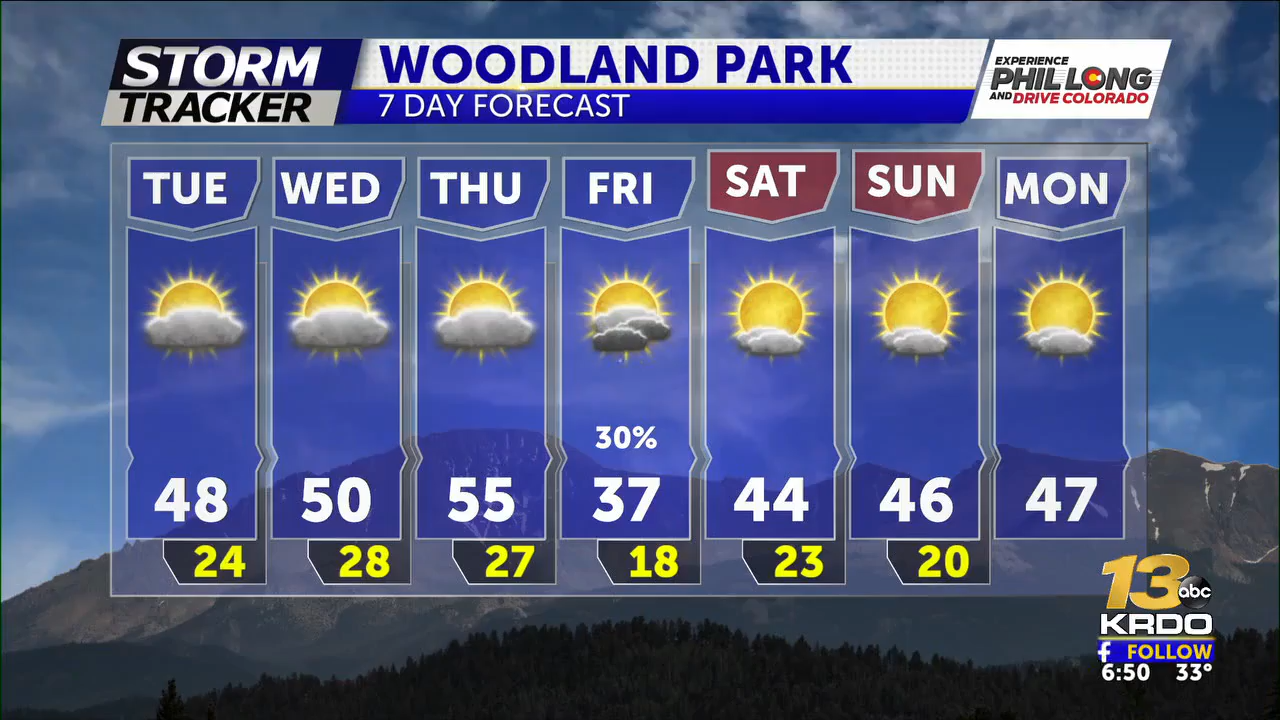 STORM
TRACKER
WOODLAND PARK
7 DAY FORECAST
EXPERIENCE
PHIL LONG
AND DRIVE COLORADO
TUE WED THU FRI SAT SUN MON
30%
48 50 55 37 44 46 47
24 28 27 18 23 20
13 abc
KRDO
f FOLLOW
6:50 33°